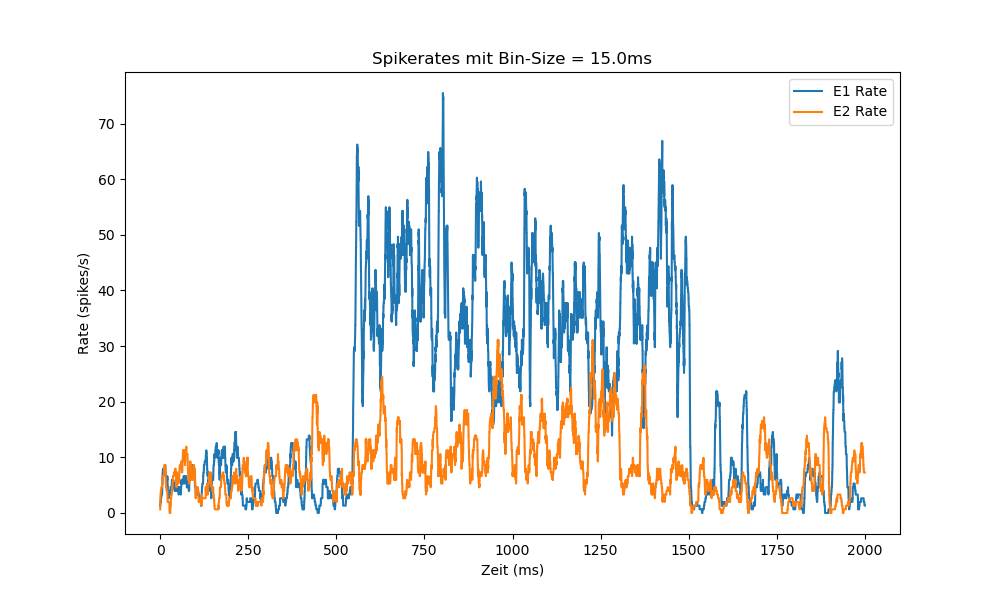 Spikerates mit Bin-Size = 15.0ms
E1 Rate
E2 Rate
70
60
50
40
30
20
10
0
Rate (spikes/s)
0 250 500 750 1000 1250 1500 1750 2000
Zeit (ms)